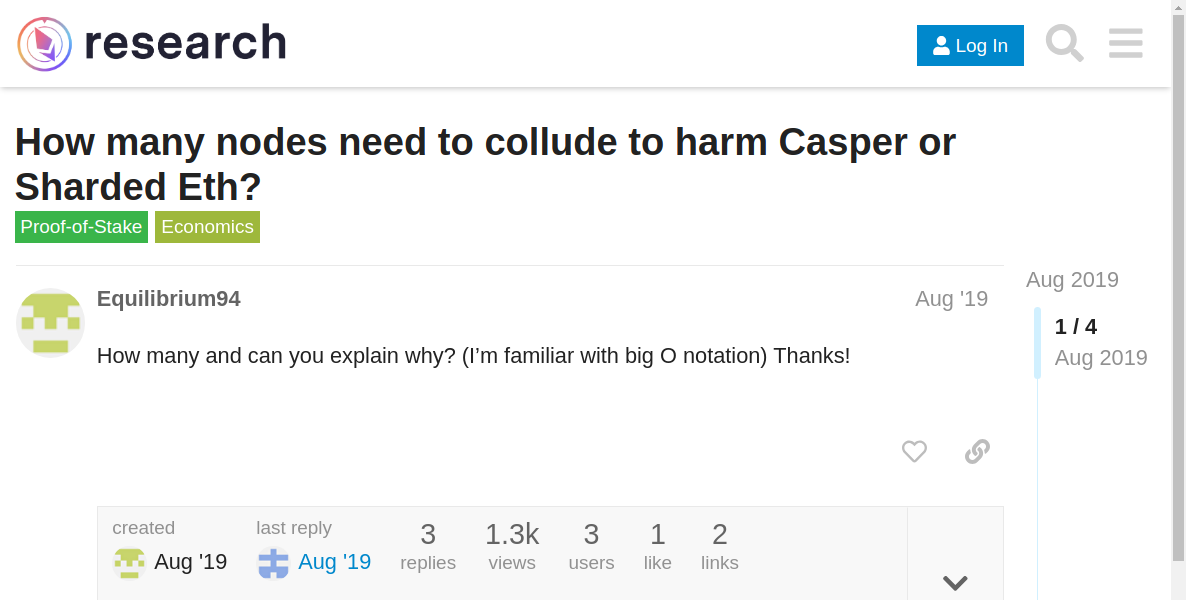 research
Log In
How many nodes need to collude to harm Casper or
Sharded Eth?
Proof-of-Stake Economics
Aug 2019
Equilibrium94 Aug '19
1 / 4
How many and can you explain why? (I’m familiar with big O notation) Thanks!
Aug 2019
created last reply 3 1.3k 3 1 2
Aug '19 Aug '19 replies views users like links